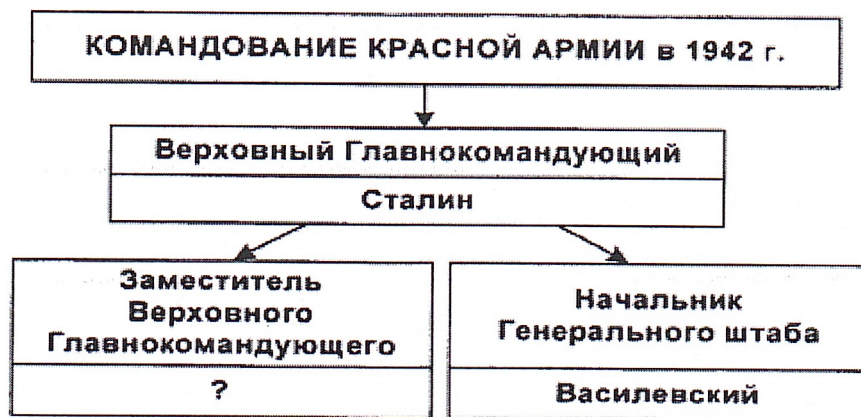 КОМАНДОВАНИЕ КРАСНОЙ АРМИИ в 1942 г.
Верховный Главнокомандующий
Сталин
Заместитель
Верховного
Главнокомандующего
?
Начальник
Генерального штаба
Василевский